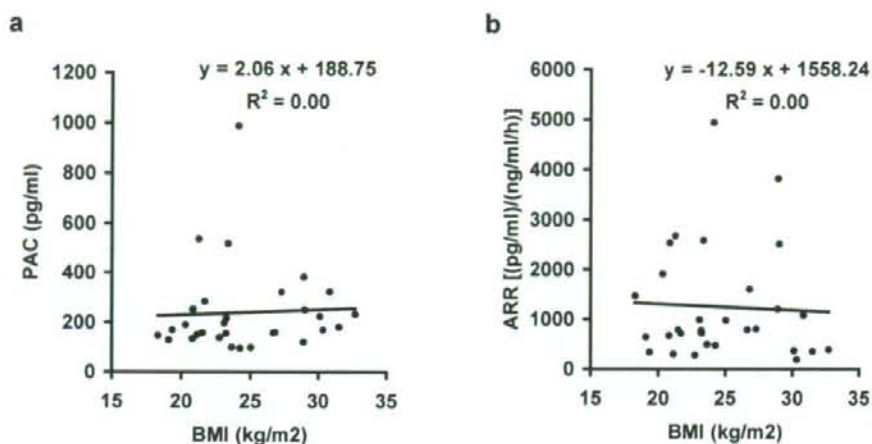 a
y = 2.06 x + 188.75
R² = 0.00
PAC (pg/ml)
1200
1000
800
600
400
200
0
15
20
25
30
35
BMI (kg/m2)
b
y = -12.59 x + 1558.24
R² = 0.00
ARR [(pg/ml)/(ng/ml/h)]
6000
5000
4000
3000
2000
1000
0
15
20
25
30
35
BMI (kg/m2)